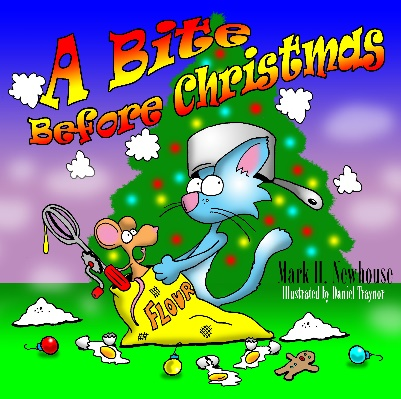 A Bite
Before Christmas
FLOUR
Mark H. Newhouse
Illustrated by Daniel Traynor